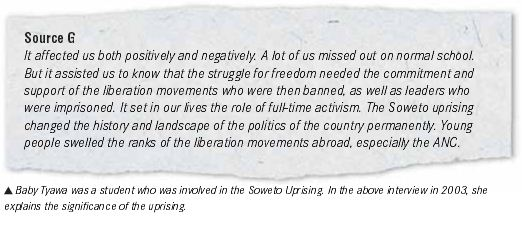 Source G
It affected us both positively and negatively. A lot of us missed out on normal school.
But it assisted us to know that the struggle for freedom needed the commitment and
support of the liberation movements who were then banned, as well as leaders who
were imprisoned. It set in our lives the role of full-time activism. The Soweto uprising
changed the history and landscape of the politics of the country permanently. Young
people swelled the ranks of the liberation movements abroad, especially the ANC.
▲ Baby Tyawa was a student who was involved in the Soweto Uprising. In the above interview in 2003, she
explains the significance of the uprising.